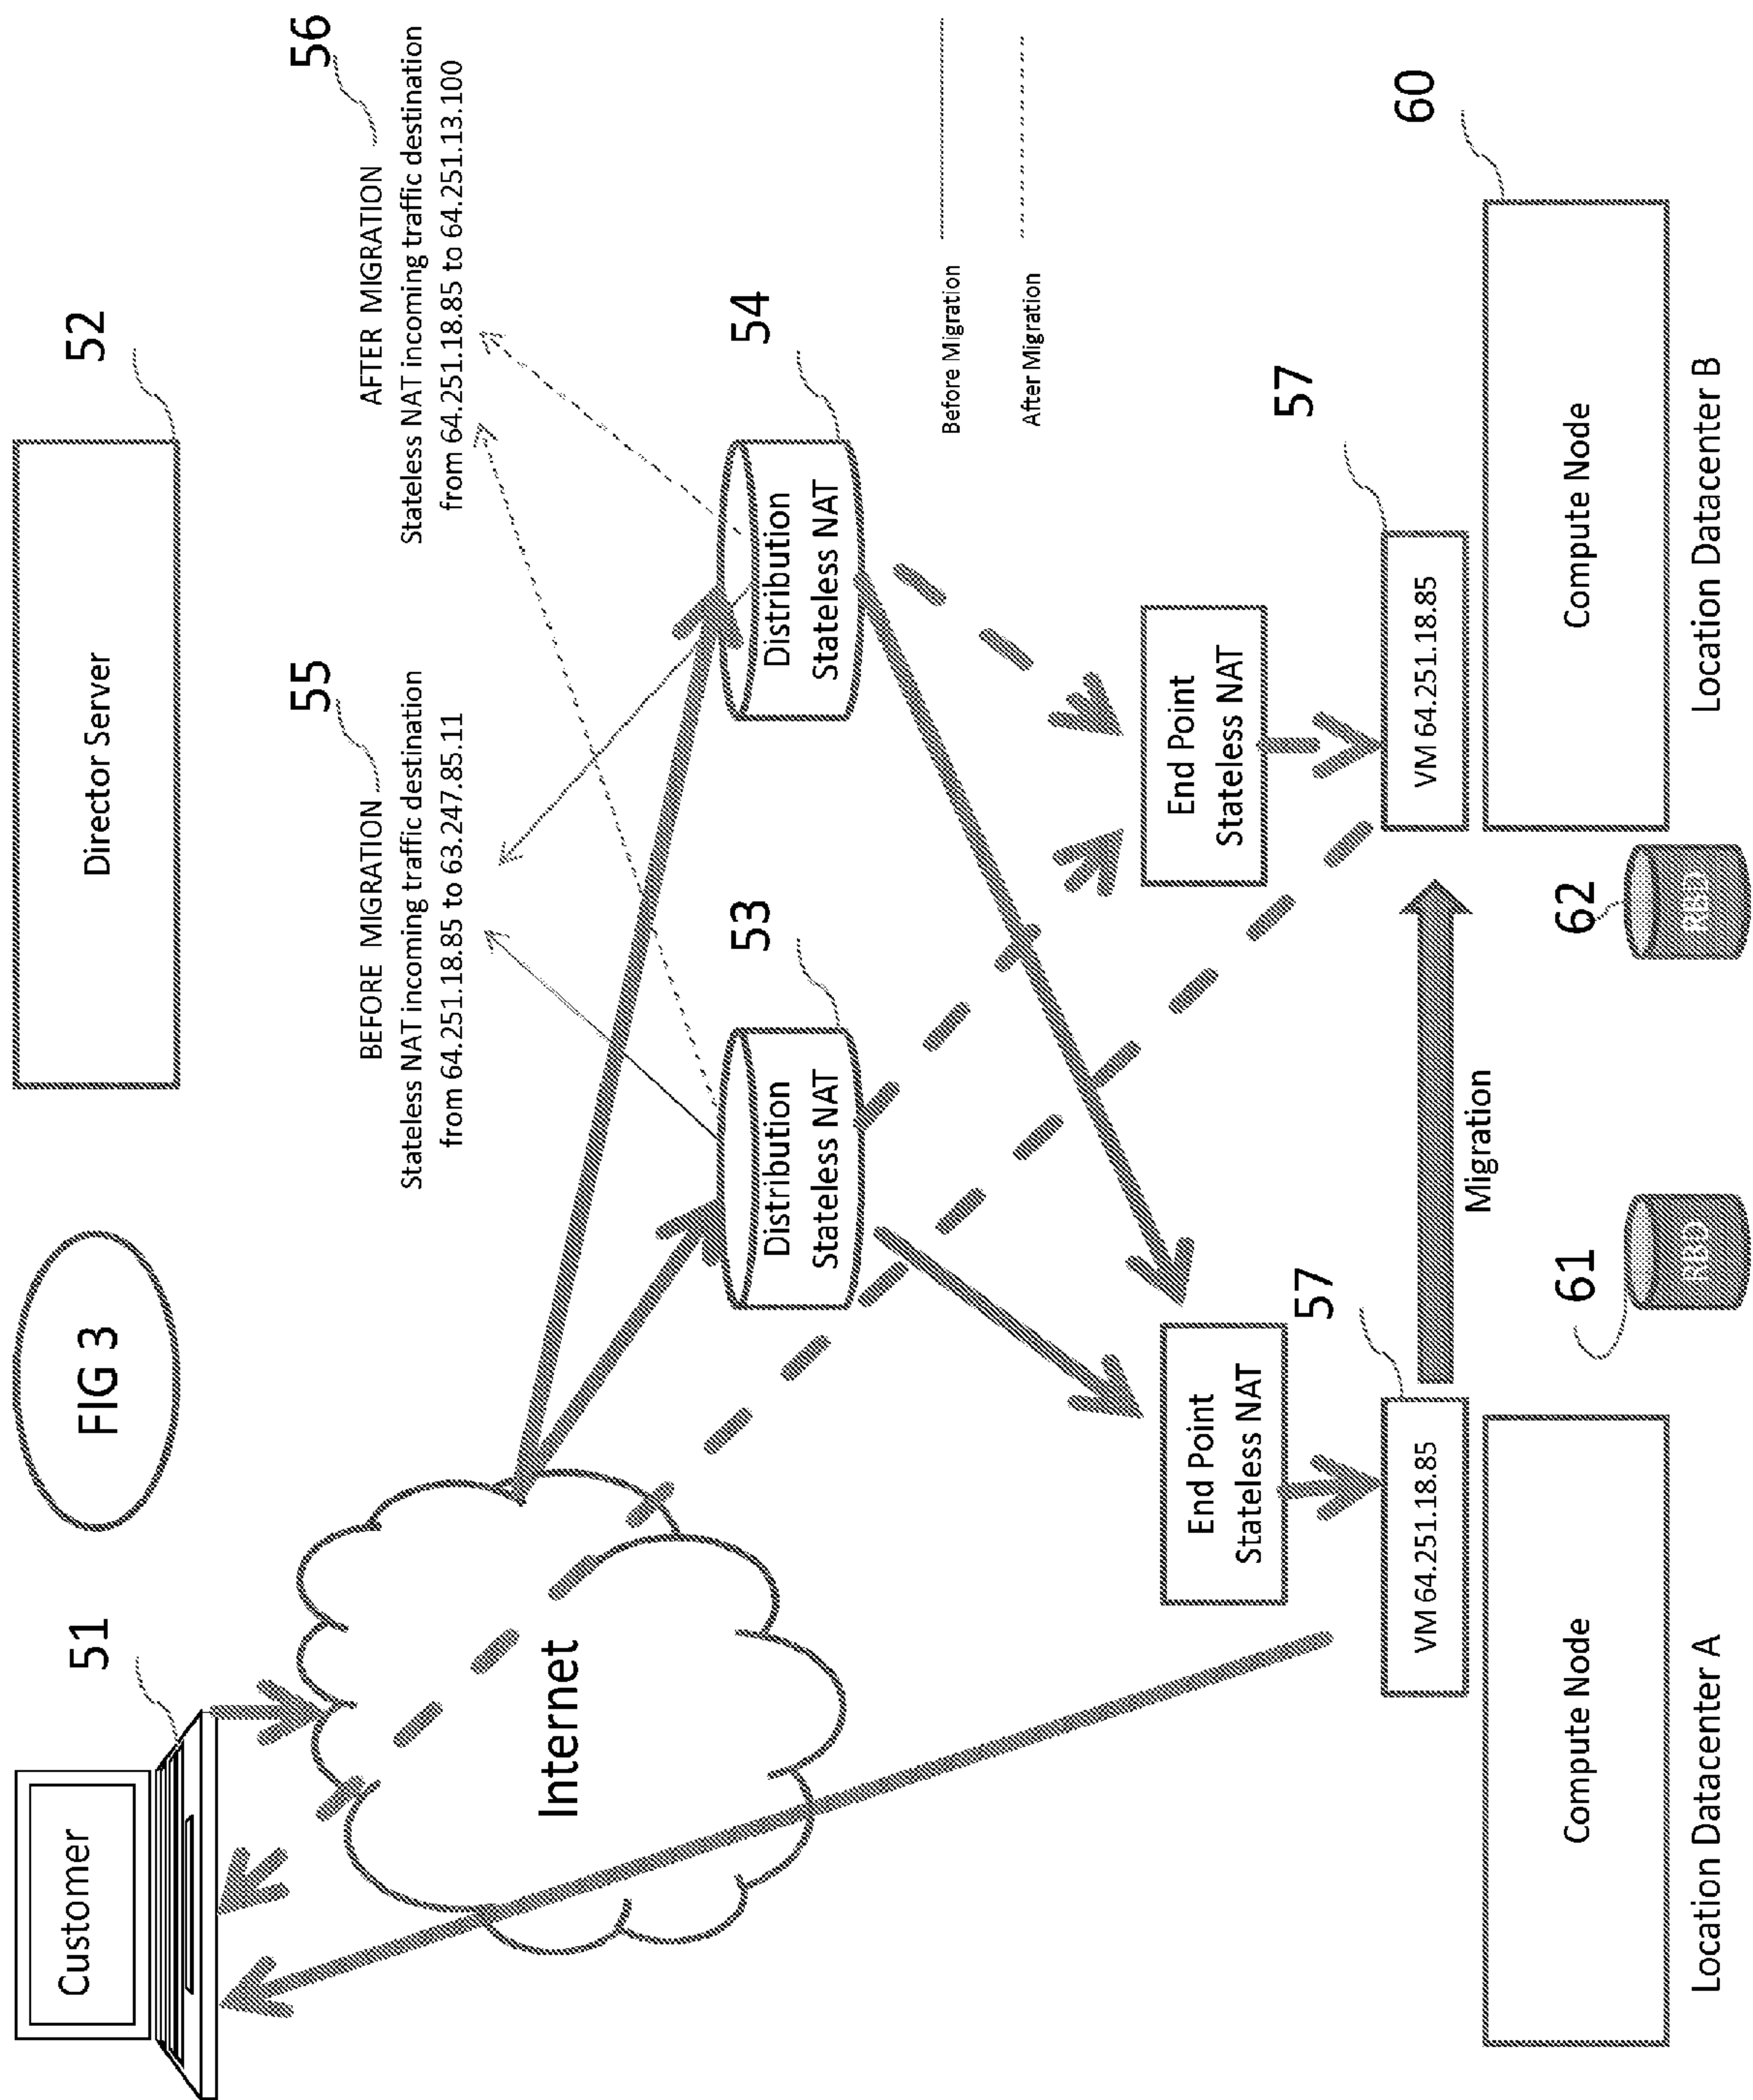 Customer
51
FIG 3
Director Server
52
Internet
BEFORE MIGRATION
55
Stateless NAT incoming traffic destination
from 64.251.18.85 to 63.247.85.11
AFTER MIGRATION
56
Stateless NAT incoming traffic destination
from 64.251.18.85 to 64.251.13.100
Distribution
Stateless NAT
53
Distribution
Stateless NAT
54
Before Migration
After Migration
End Point
Stateless NAT
57
End Point
Stateless NAT
57
VM 64.251.18.85
Migration
VM 64.251.18.85
60
Compute Node
61
RBD
62
RBD
Compute Node
Location Datacenter A
Location Datacenter B